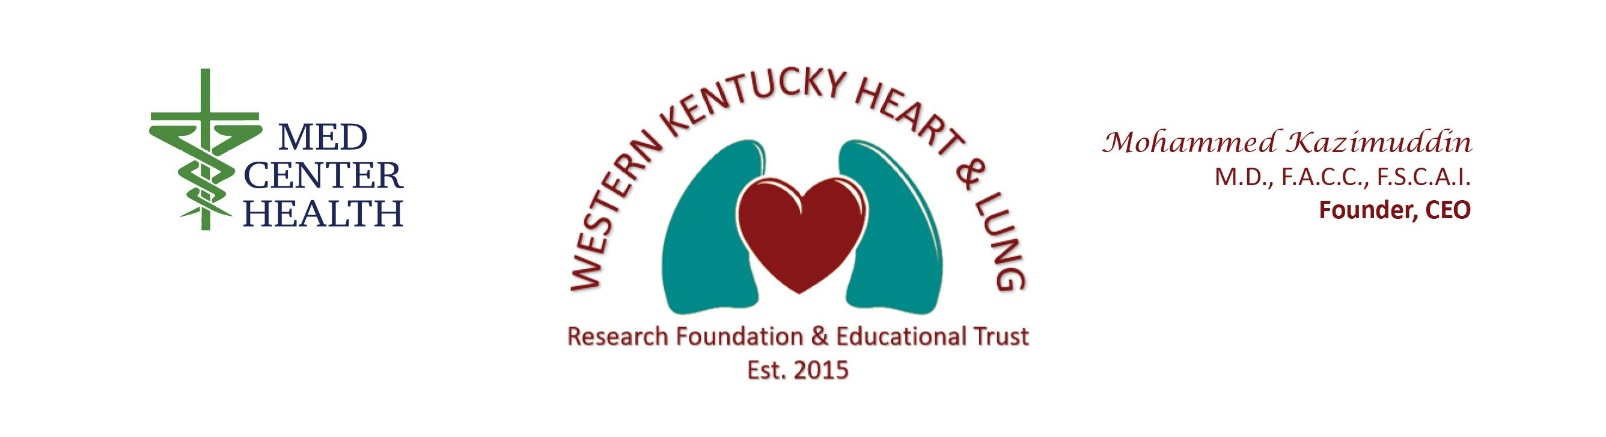 MED
CENTER
HEALTH
WESTERN KENTUCKY HEART & LUNG
Research Foundation & Educational Trust
Est. 2015
Mohammed Kazimuddin
M.D., F.A.C.C., F.S.C.A.I.
Founder, CEO